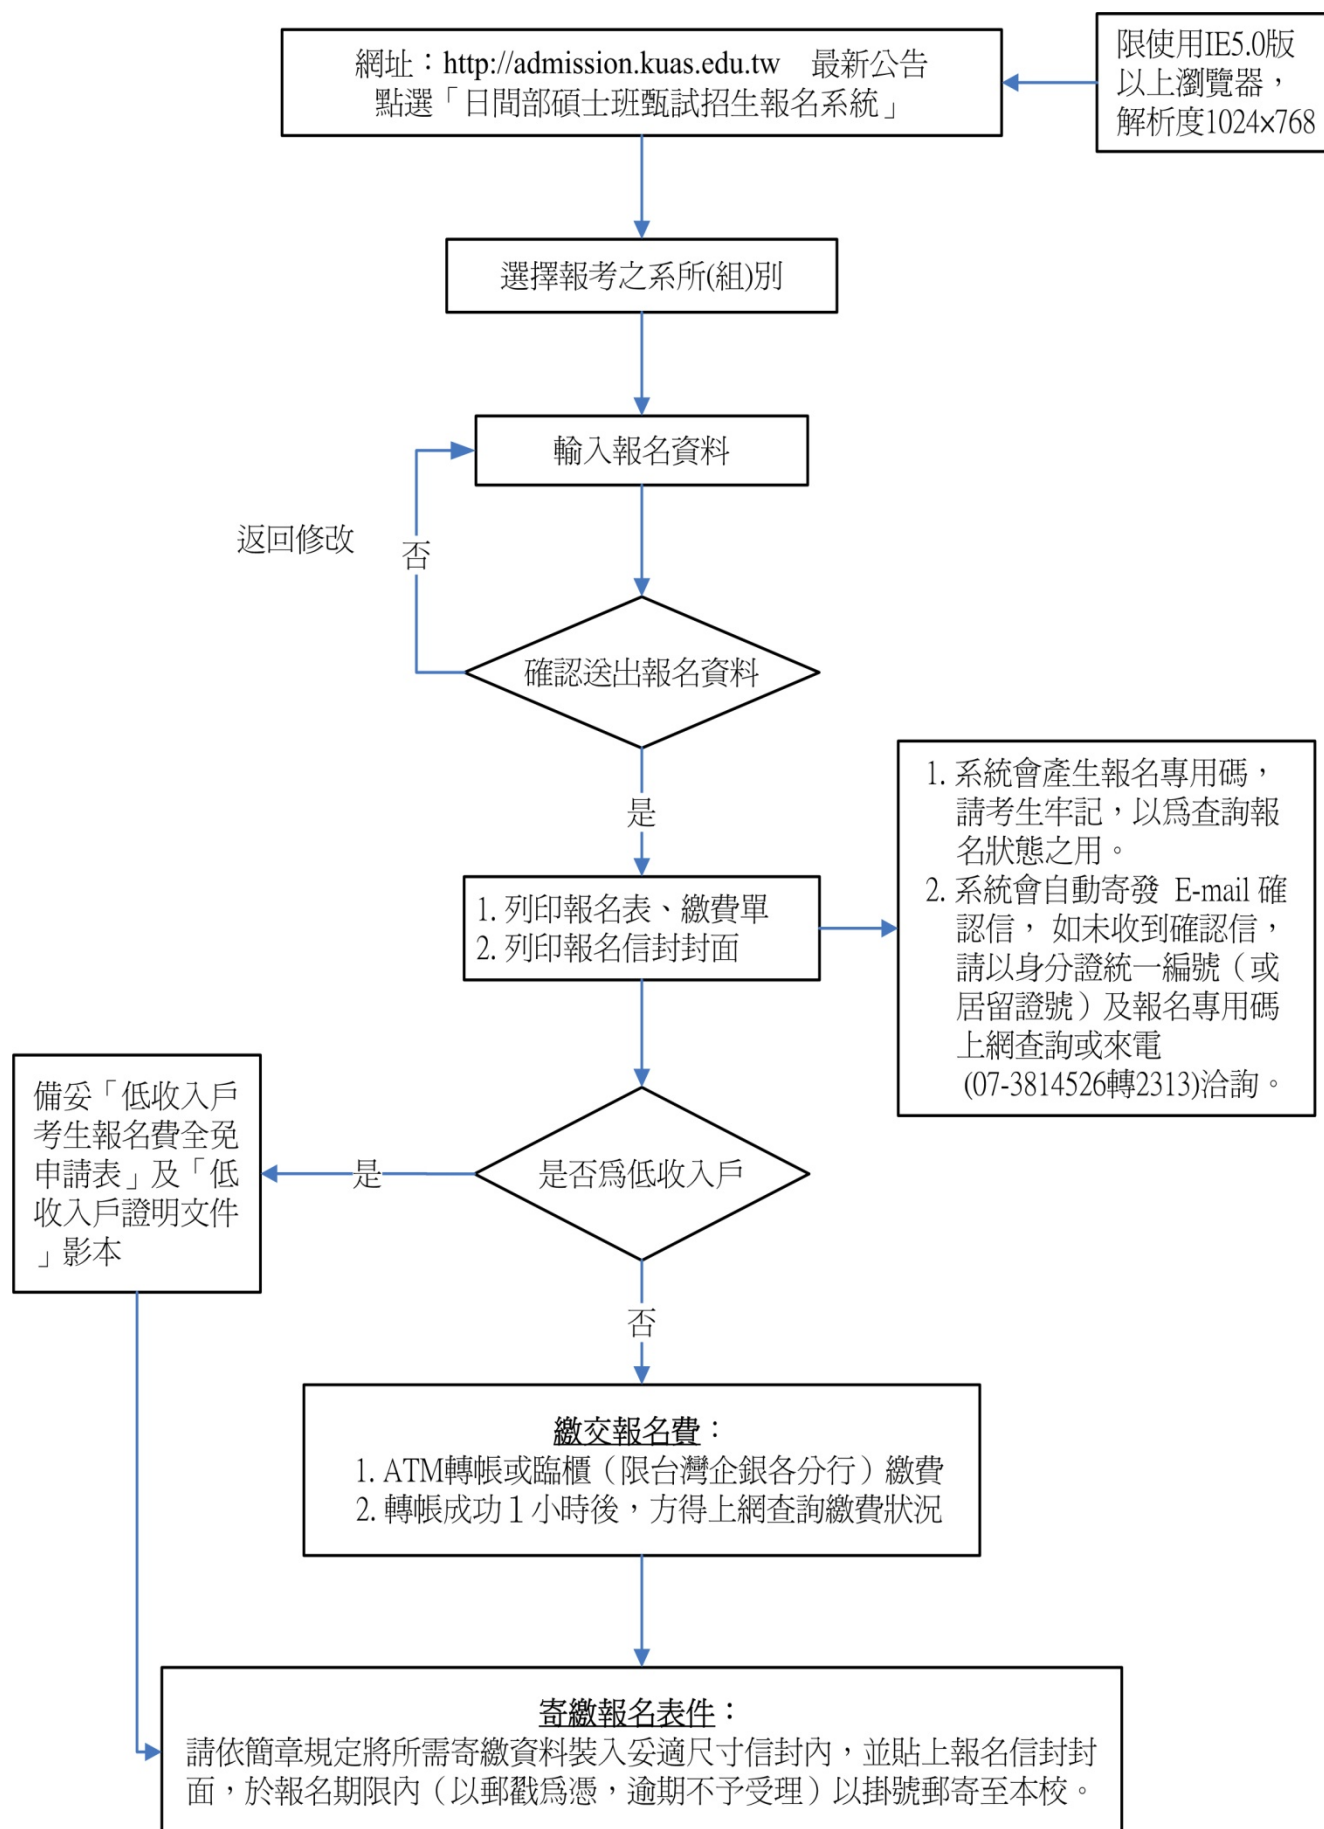 網址：http://admission.kuas.edu.tw　最新公告
點選「日間部碩士班甄試招生報名系統」
限使用IE5.0版
以上瀏覽器，
解析度1024×768
選擇報考之系所(組)別
輸入報名資料
返回修改
否
確認送出報名資料
是
1. 列印報名表、繳費單
2. 列印報名信封封面
1. 系統會產生報名專用碼，
請考生牢記，以為查詢報
名狀態之用。
2. 系統會自動寄發 E-mail 確
認信， 如未收到確認信，
請以身分證統一編號（或
居留證號）及報名專用碼
上網查詢或來電
(07-3814526轉2313)洽詢。
是否為低收入戶
是
備妥「低收入戶
考生報名費全免
申請表」及「低
收入戶證明文件
」影本
否
繳交報名費：
1. ATM轉帳或臨櫃（限台灣企銀各分行）繳費
2. 轉帳成功１小時後，方得上網查詢繳費狀況
寄繳報名表件：
請依簡章規定將所需寄繳資料裝入妥適尺寸信封內，並貼上報名信封封
面，於報名期限內（以郵戳為憑，逾期不予受理）以掛號郵寄至本校。